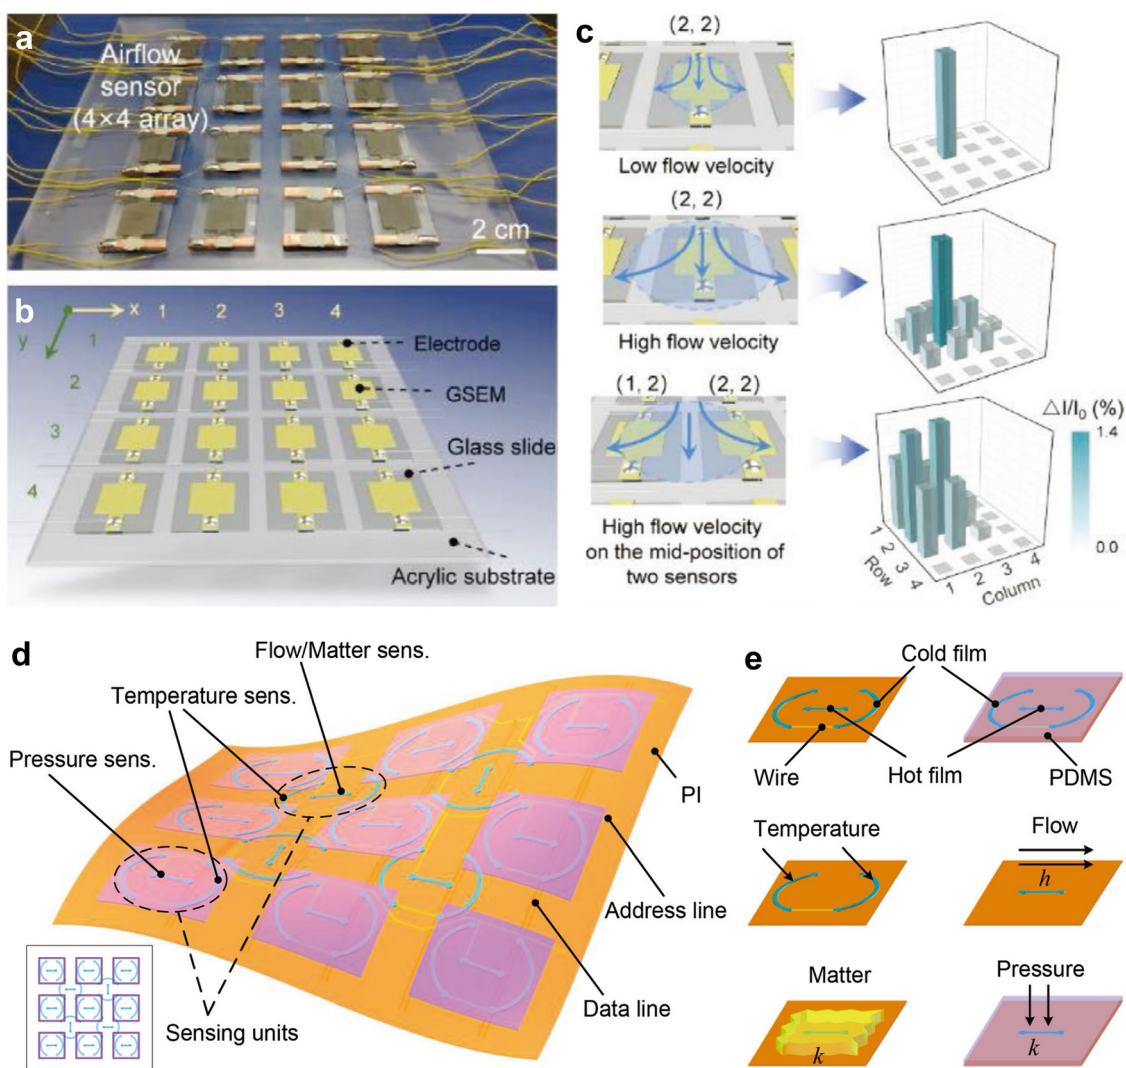 a
Airflow
sensor
(4×4 array)
2 cm
b
x
y
1
2
3
4
1
2
3
4
Electrode
GSEM
Glass slide
Acrylic substrate
c
(2, 2)
Low flow velocity
(2, 2)
High flow velocity
(1, 2) (2, 2)
High flow velocity
on the mid-position of
two sensors
△I/I₀ (%)
1.4
0.0
1
2
3
4
Row
1
2
3
4
Column
d
Flow/Matter sens.
Temperature sens.
Pressure sens.
PI
Address line
Data line
Sensing units
e
Cold film
Wire
Hot film
PDMS
Temperature
Flow
h
Matter
k
Pressure
k